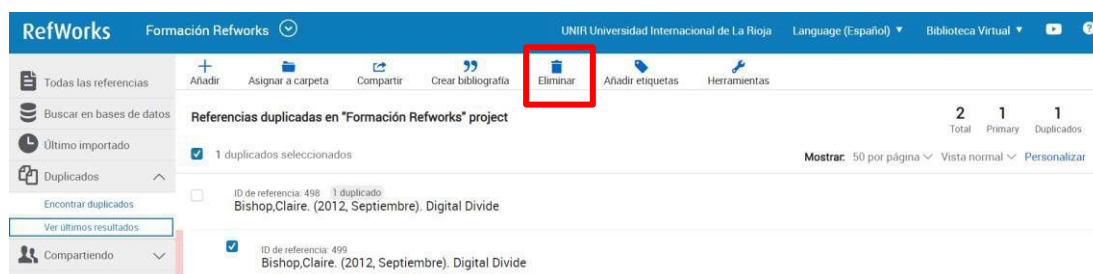 RefWorks Formación Refworks UNIR Universidad Internacional de La Rioja Language (Español) Biblioteca Virtual ?
Todas las referencias
Buscar en bases de datos
Último importado
Duplicados
Encontrar duplicados
Ver últimos resultados
Compartiendo
Añadir Asignar a carpeta Compartir Crear bibliografía Eliminar Añadir etiquetas Herramientas
Referencias duplicadas en "Formación Refworks" project
2 1 1
Total Primary Duplicados
1 duplicados seleccionados
Mostrar: 50 por página Vista normal Personalizar
ID de referencia: 498 1 duplicado
Bishop,Claire. (2012, Septiembre). Digital Divide
ID de referencia: 499
Bishop,Claire. (2012, Septiembre). Digital Divide